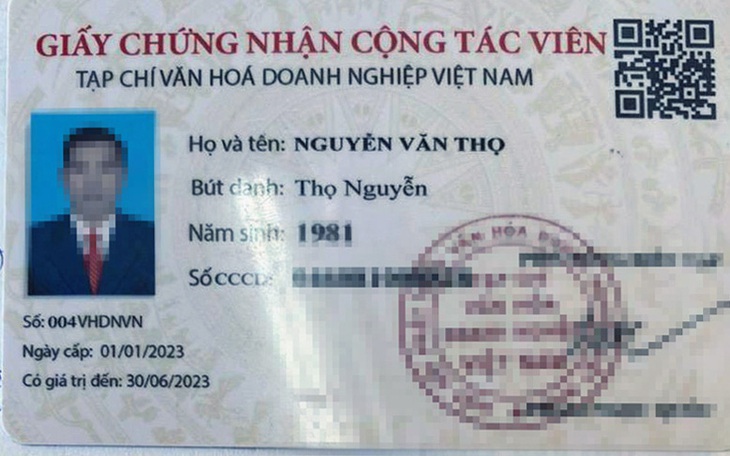 GIẤY CHỨNG NHẬN CỘNG TÁC VIÊN
TẠP CHÍ VĂN HOÁ DOANH NGHIỆP VIỆT NAM
Họ và tên: NGUYỄN VĂN THỌ
Bút danh: Thọ Nguyễn
Năm sinh: 1981
Số CCCD:
Số: 004VHDNVN
Ngày cấp: 01/01/2023
Có giá trị đến: 30/06/2023
VĂN HÓA